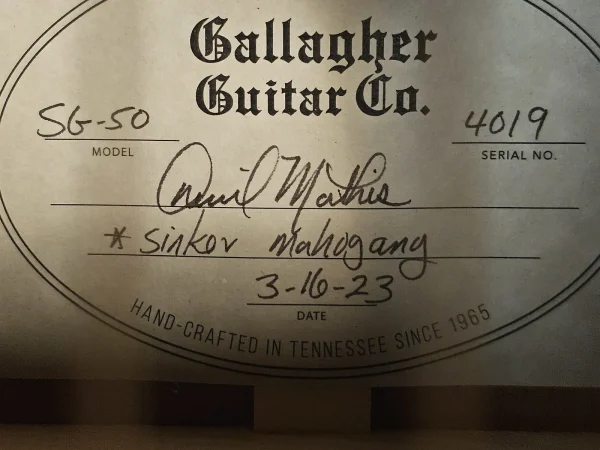 Gallagher
Guitar Co.
SG-50
MODEL
4019
SERIAL NO.
Mathis
* Sinker mahogany
3-16-23
DATE
HAND-CRAFTED IN TENNESSEE SINCE 1965